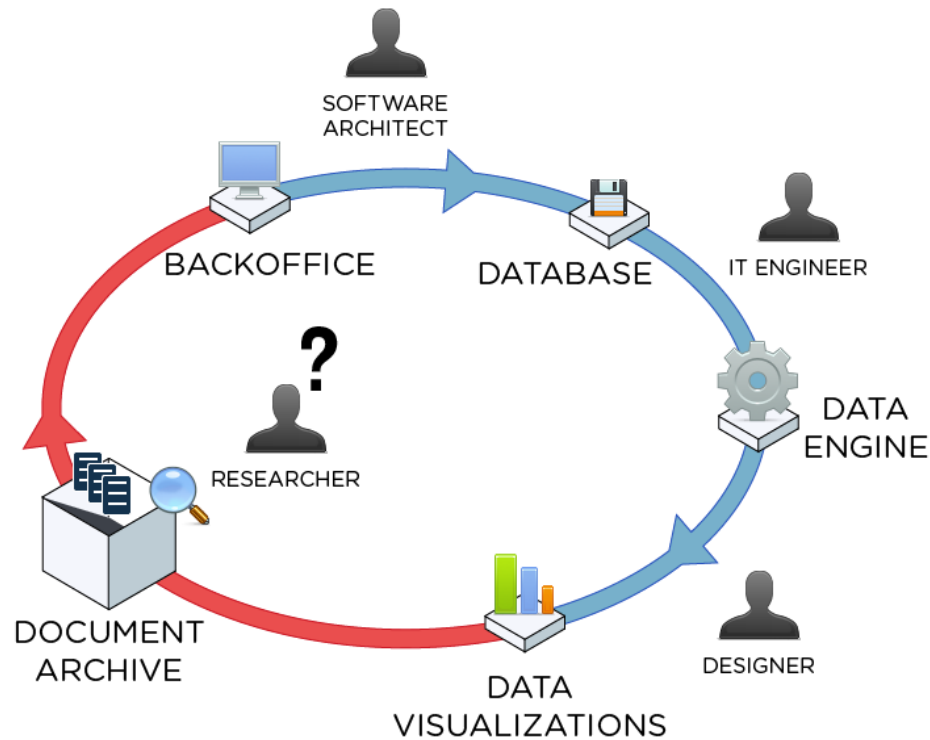 SOFTWARE
ARCHITECT
BACKOFFICE
DATABASE
IT ENGINEER
?
RESEARCHER
DATA
ENGINE
DOCUMENT
ARCHIVE
DESIGNER
DATA
VISUALIZATIONS